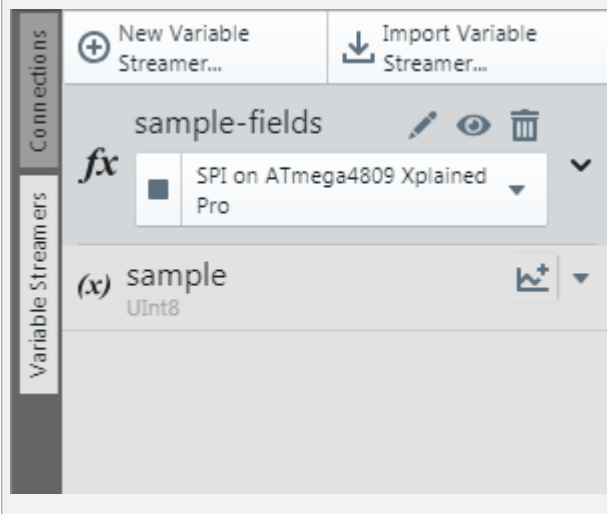 Connections
Variable Streamers
New Variable
Streamer...
Import Variable
Streamer...
fx
sample-fields
SPI on ATmega4809 Xplained
Pro
(x)
sample
UInt8